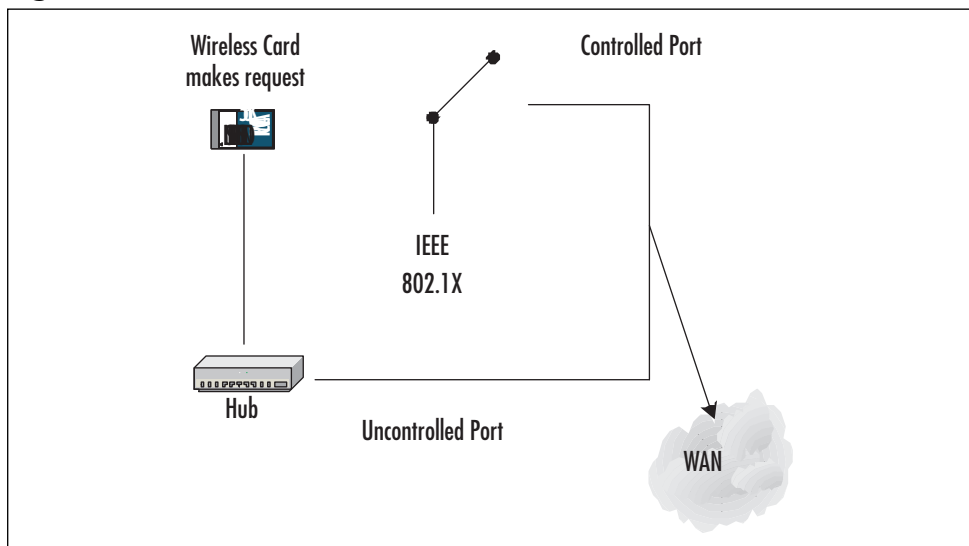 Wireless Card
makes request
Controlled Port
IEEE
802.1X
Hub
Uncontrolled Port
WAN